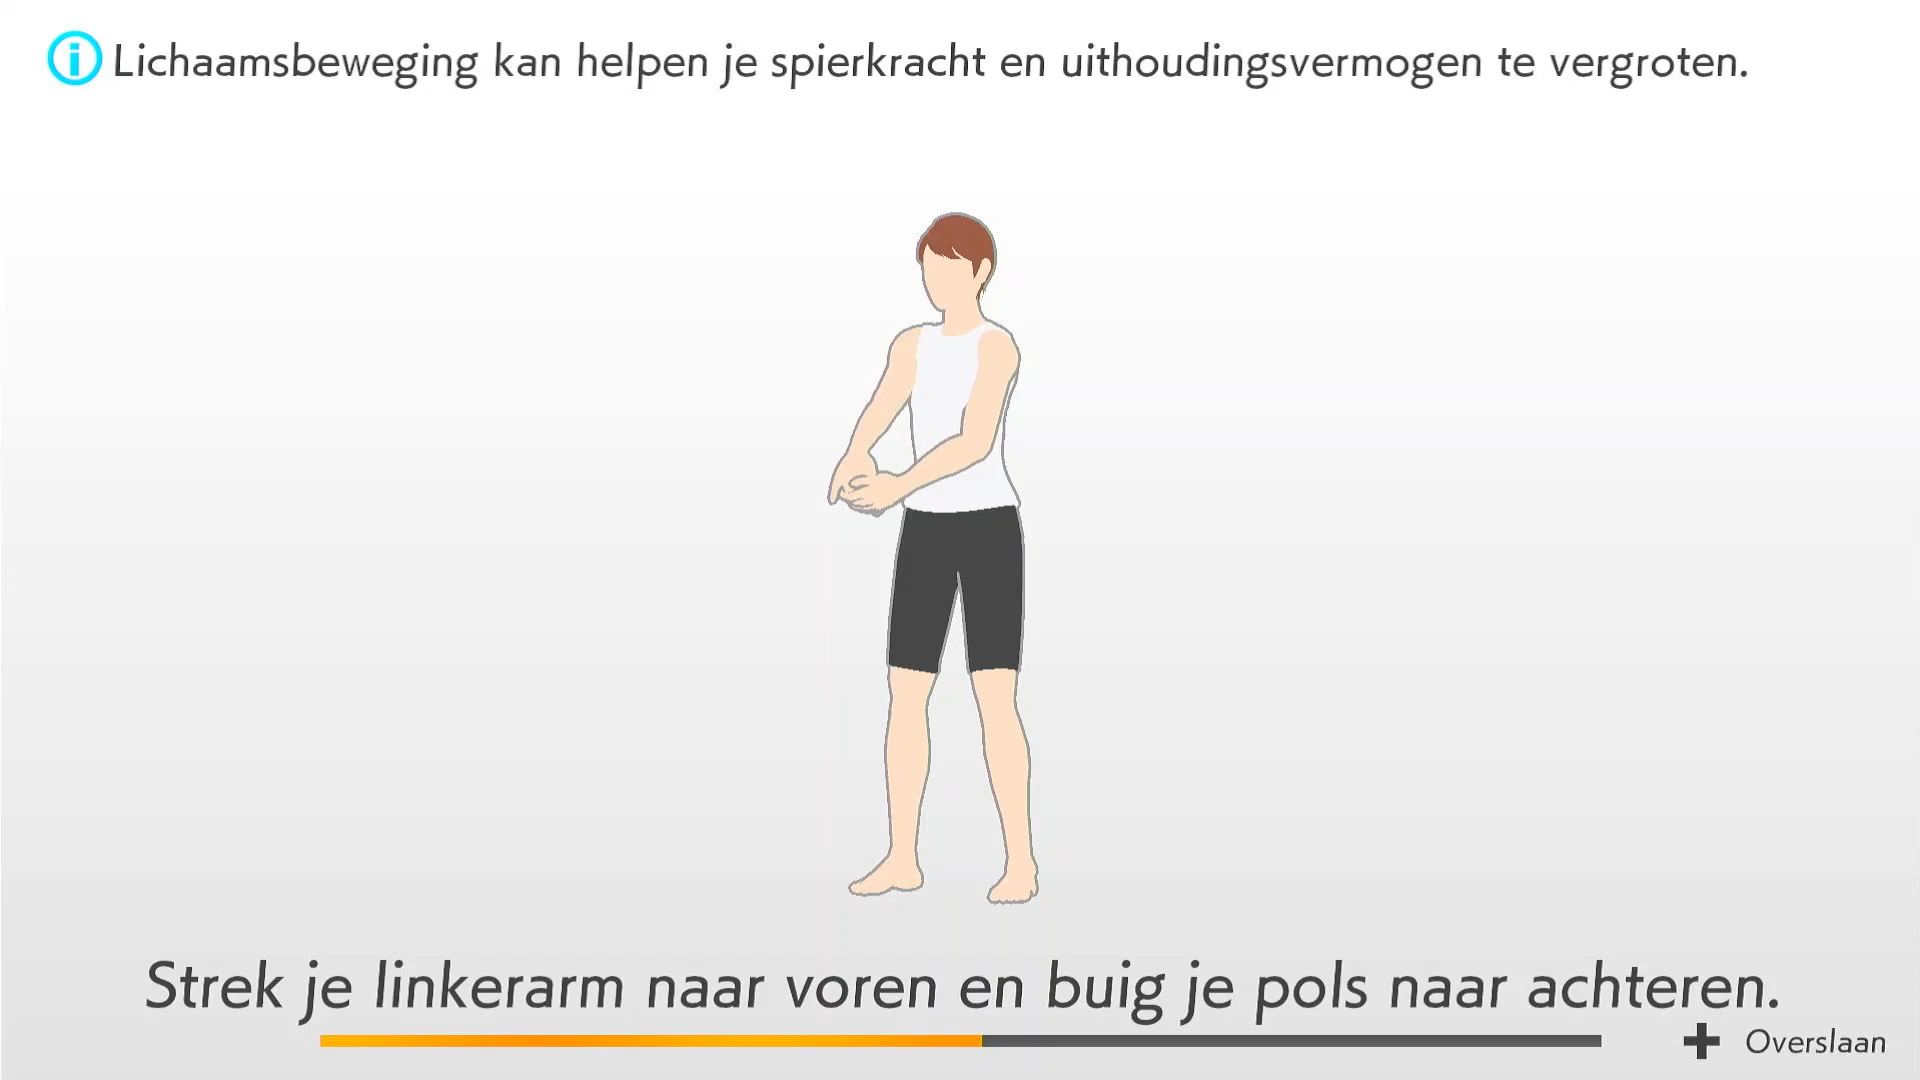 Lichaamsbeweging kan helpen je spierkracht en uithoudingsvermogen te vergroten.
Strek je linkerarm naar voren en buig je pols naar achteren.
Overslaan